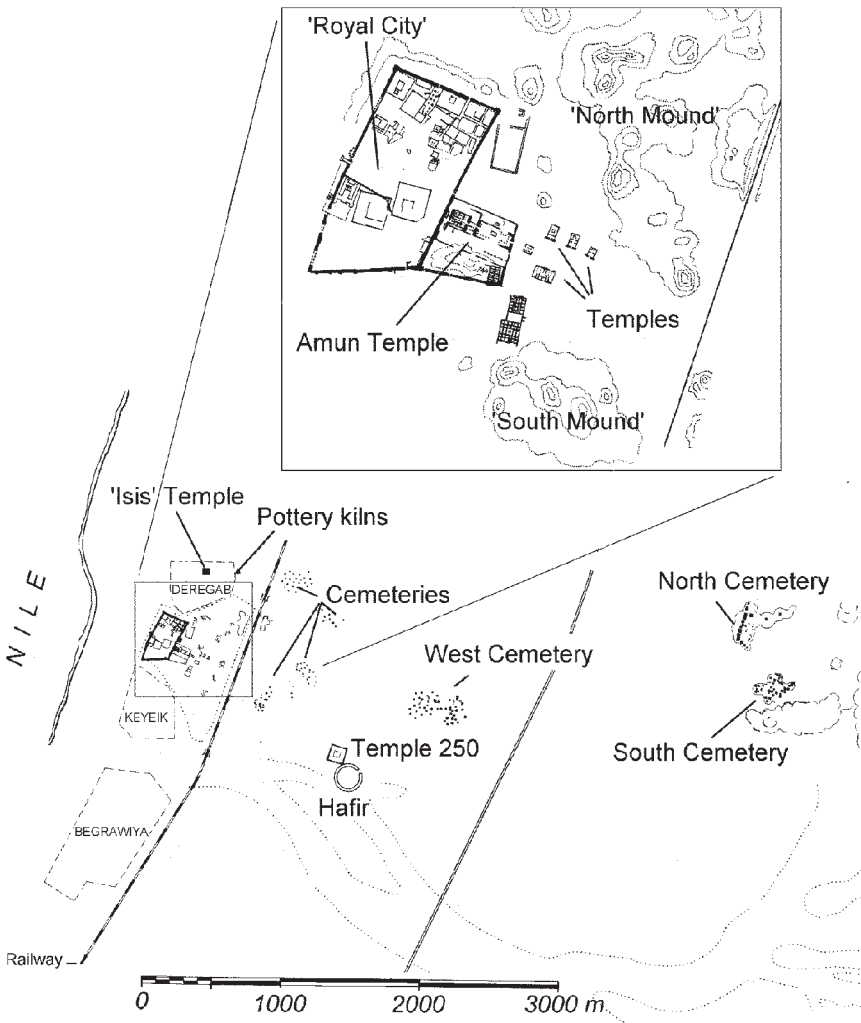 'Royal City'
'North Mound'
Temples
Amun Temple
'South Mound'
'Isis' Temple
Pottery kilns
DEREGAB
Cemeteries
NILE
North Cemetery
West Cemetery
KEYEIK
South Cemetery
Temple 250
Hafir
BEGRAWIYA
Railway
0 1000 2000 3000 m